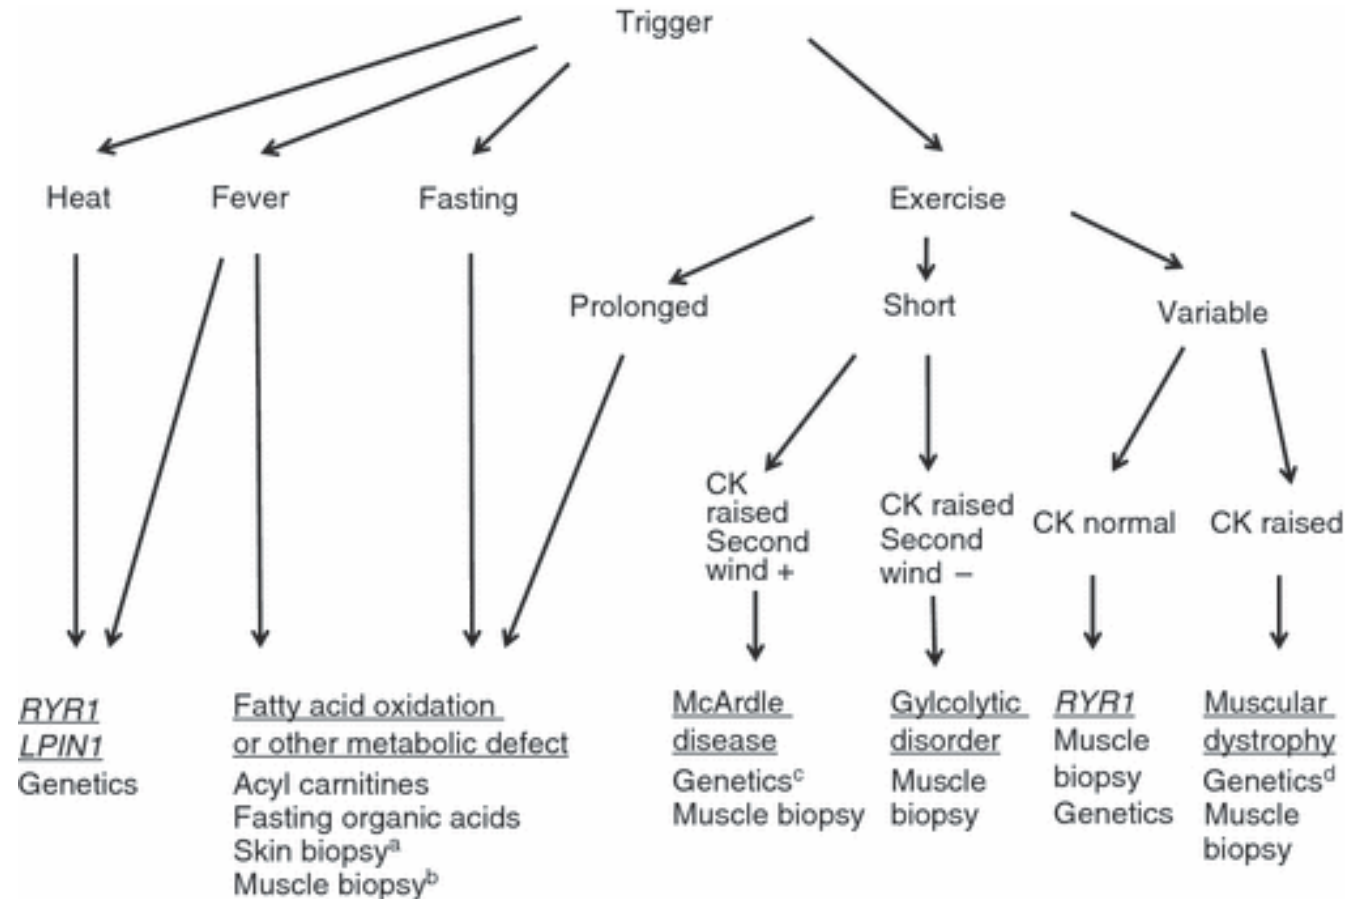 Trigger
Heat
Fever
Fasting
Exercise
Prolonged
Short
Variable
CK
raised
Second
wind +
CK raised
Second
wind –
CK normal
CK raised
RYR1
LPIN1
Genetics
Fatty acid oxidation
or other metabolic defect
Acyl carnitines
Fasting organic acids
Skin biopsyᵃ
Muscle biopsyᵇ
McArdle
disease
Geneticsᶜ
Muscle biopsy
Gylcolytic
disorder
Muscle
biopsy
RYR1
Muscle
biopsy
Genetics
Muscular
dystrophy
Geneticsᵈ
Muscle
biopsy